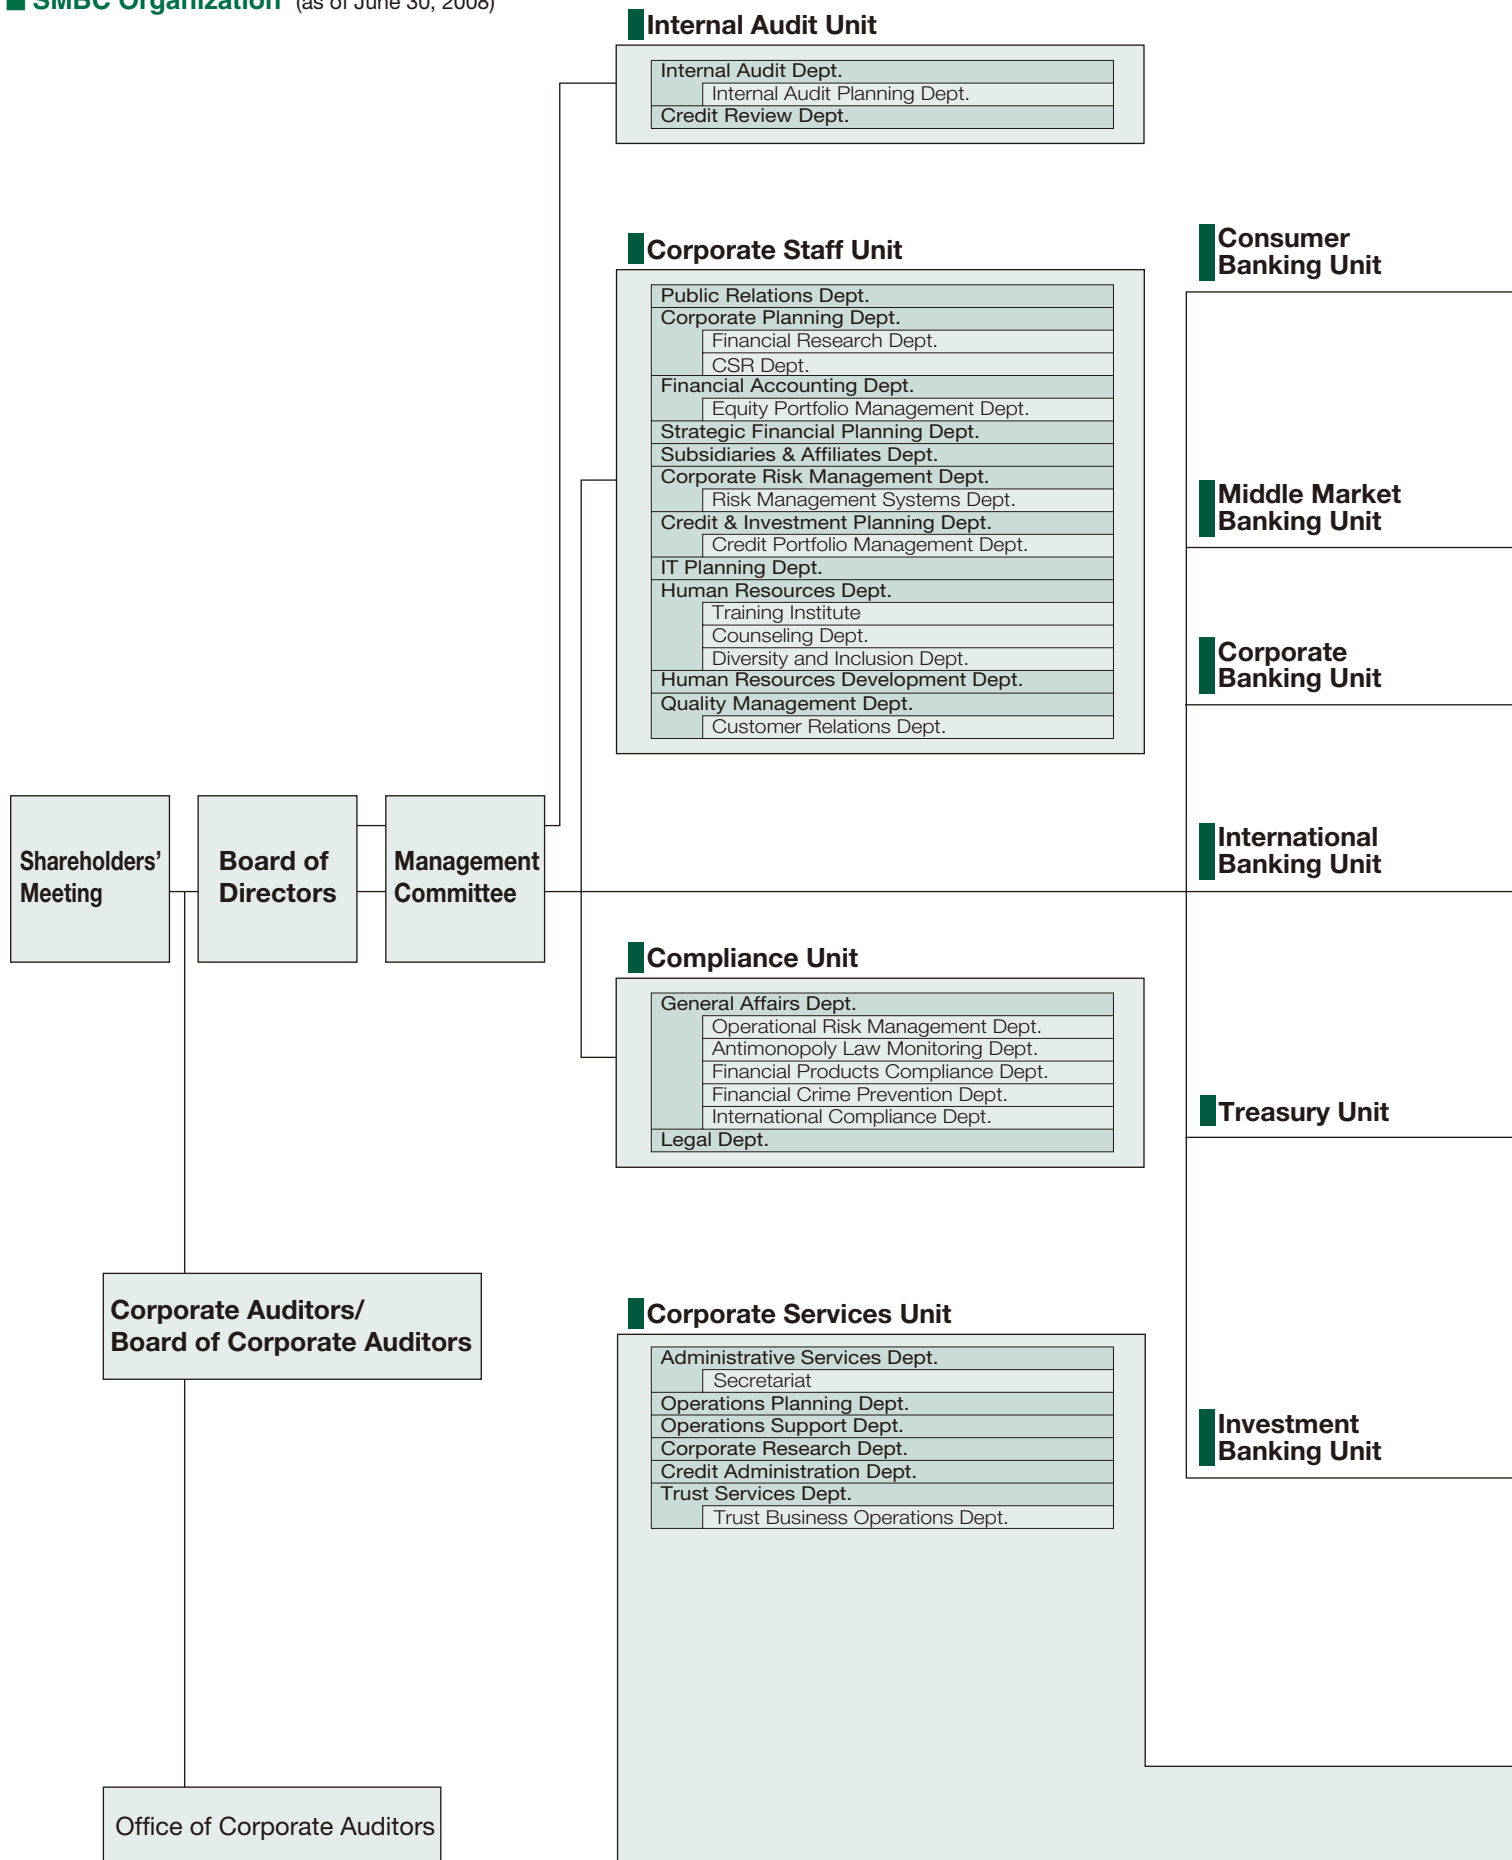 SMBC Organization (as of June 30, 2008)
Internal Audit Unit
Internal Audit Dept.
Internal Audit Planning Dept.
Credit Review Dept.
Corporate Staff Unit
Public Relations Dept.
Corporate Planning Dept.
Financial Research Dept.
CSR Dept.
Financial Accounting Dept.
Equity Portfolio Management Dept.
Strategic Financial Planning Dept.
Subsidiaries & Affiliates Dept.
Corporate Risk Management Dept.
Risk Management Systems Dept.
Credit & Investment Planning Dept.
Credit Portfolio Management Dept.
IT Planning Dept.
Human Resources Dept.
Training Institute
Counseling Dept.
Diversity and Inclusion Dept.
Human Resources Development Dept.
Quality Management Dept.
Customer Relations Dept.
Consumer
Banking Unit
Middle Market
Banking Unit
Corporate
Banking Unit
International
Banking Unit
Shareholders’
Meeting
Board of
Directors
Management
Committee
Compliance Unit
General Affairs Dept.
Operational Risk Management Dept.
Antimonopoly Law Monitoring Dept.
Financial Products Compliance Dept.
Financial Crime Prevention Dept.
International Compliance Dept.
Legal Dept.
Treasury Unit
Corporate Auditors/
Board of Corporate Auditors
Corporate Services Unit
Administrative Services Dept.
Secretariat
Operations Planning Dept.
Operations Support Dept.
Corporate Research Dept.
Credit Administration Dept.
Trust Services Dept.
Trust Business Operations Dept.
Investment
Banking Unit
Office of Corporate Auditors